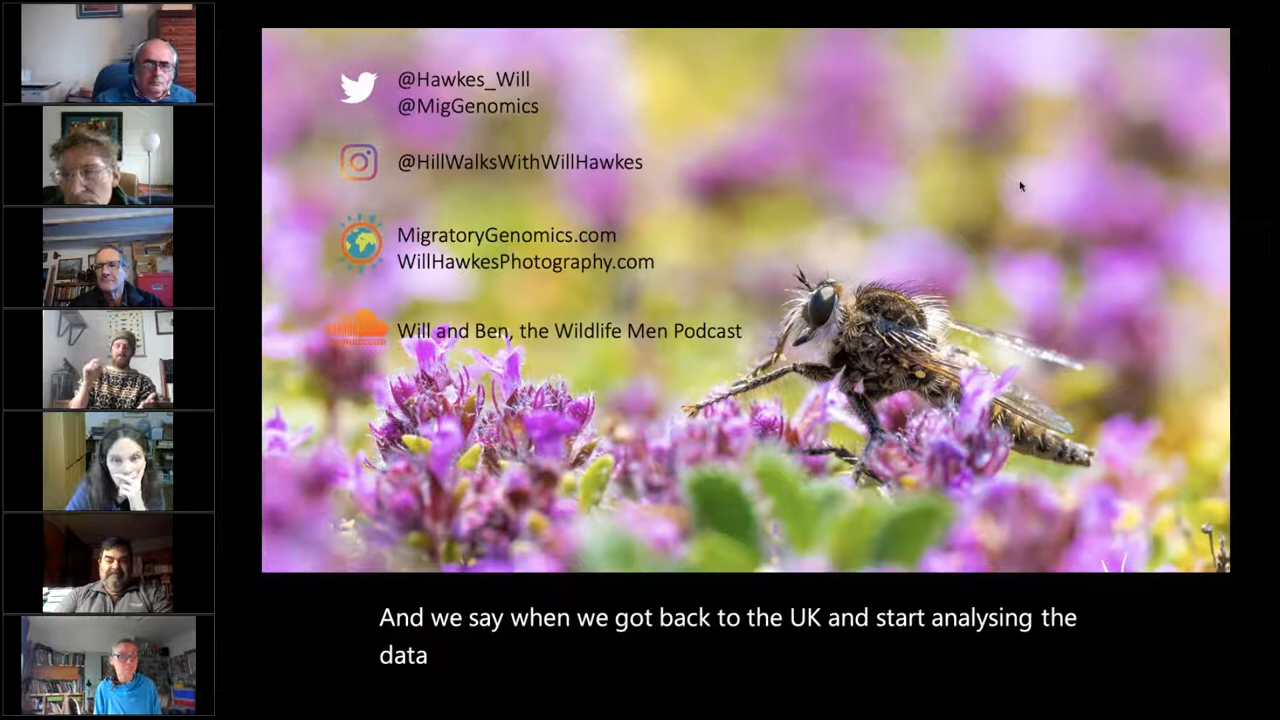 @Hawkes_Will
@MigGenomics
@HillWalksWithWillHawkes
MigratoryGenomics.com
WillHawkesPhotography.com
Will and Ben, the Wildlife Men Podcast
And we say when we got back to the UK and start analysing the
data